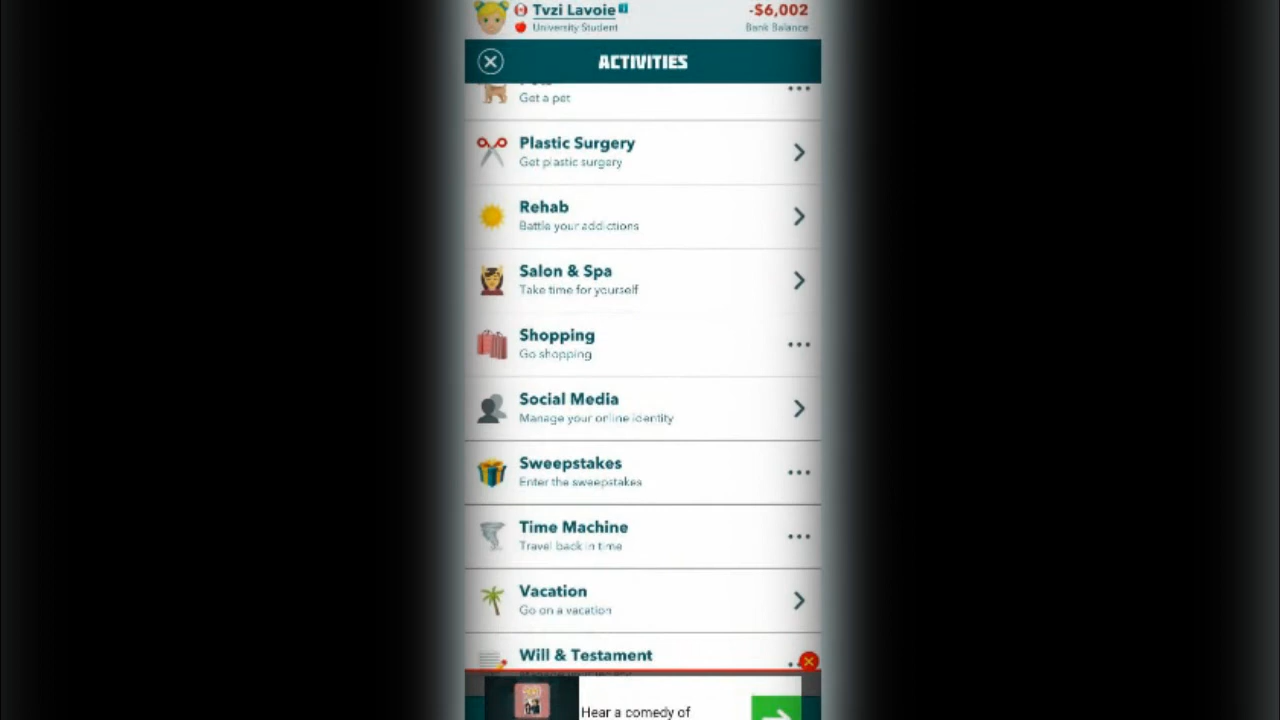 Tvzi Lavoie
-$6,002
University Student
Bank Balance
ACTIVITIES
Get a pet
Plastic Surgery
Get plastic surgery
Rehab
Battle your addictions
Salon & Spa
Take time for yourself
Shopping
Go shopping
Social Media
Manage your online identity
Sweepstakes
Enter the sweepstakes
Time Machine
Travel back in time
Vacation
Go on a vacation
Will & Testament
Hear a comedy of